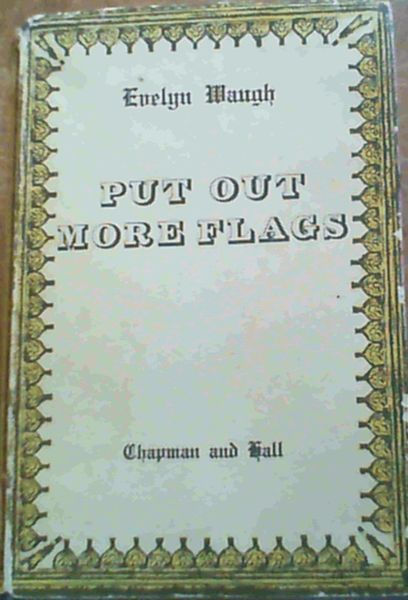 Evelyn Waugh
PUT OUT
MORE FLAGS
Chapman and Hall